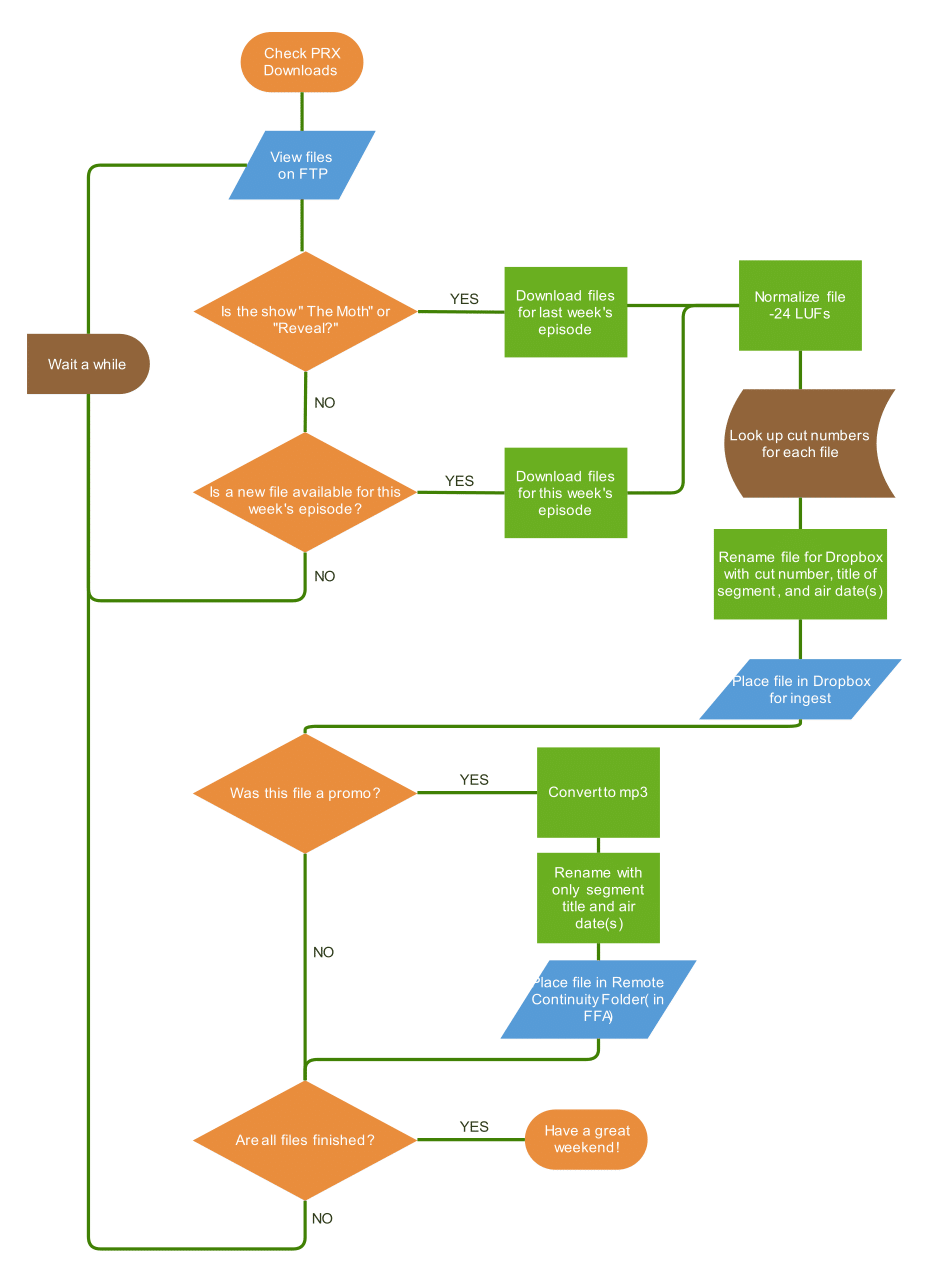 Check PRX
Downloads
View files
on FTP
Is the show " The Moth" or
"Reveal?"
YES
Download files
for last week's
episode
Normalize file
-24 LUFs
Wait a while
NO
Look up cut numbers
for each file
Is a new file available for this
week's episode?
YES
Download files
for this week's
episode
NO
Rename file for Dropbox
with cut number, title of
segment, and air date(s)
Place file in Dropbox
for ingest
Was this file a promo?
YES
Convert to mp3
Rename with
only segment
title and air
date(s)
NO
Place file in Remote
Continuity Folder( in
FFA)
Are all files finished?
YES
Have a great
weekend!
NO